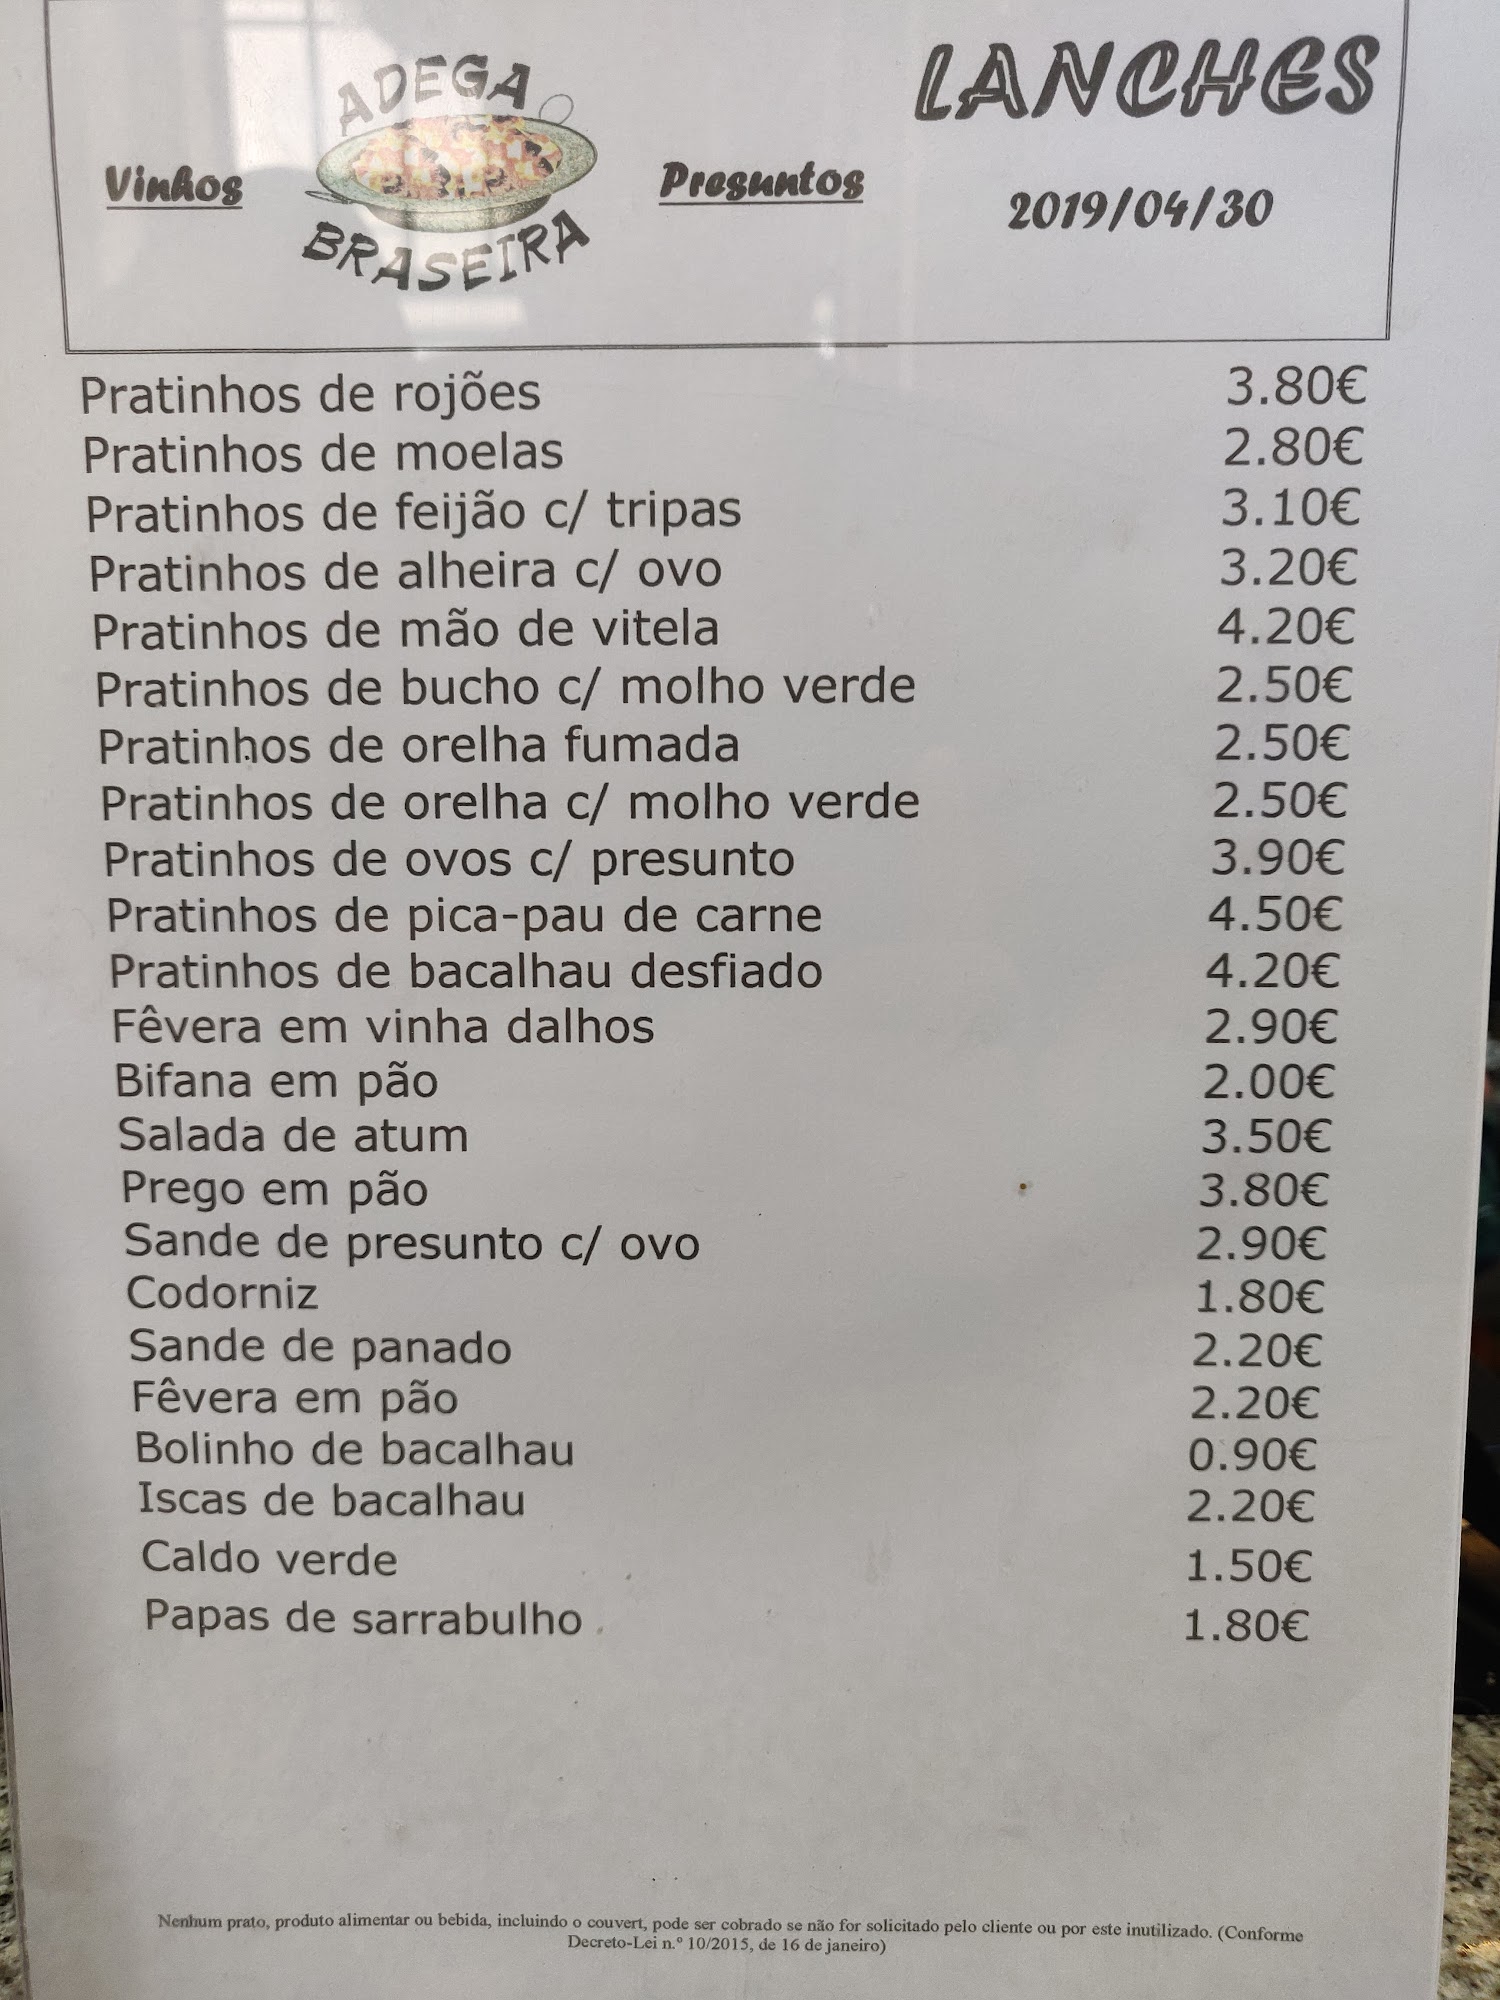 ADEGA
BRASEIRA
Vinhos
Presuntos
LANCHES
2019/04/30
Pratinhos de rojões 3.80€
Pratinhos de moelas 2.80€
Pratinhos de feijão c/ tripas 3.10€
Pratinhos de alheira c/ ovo 3.20€
Pratinhos de mão de vitela 4.20€
Pratinhos de bucho c/ molho verde 2.50€
Pratinhos de orelha fumada 2.50€
Pratinhos de orelha c/ molho verde 2.50€
Pratinhos de ovos c/ presunto 3.90€
Pratinhos de pica-pau de carne 4.50€
Pratinhos de bacalhau desfiado 4.20€
Fêvera em vinha dalhos 2.90€
Bifana em pão 2.00€
Salada de atum 3.50€
Prego em pão 3.80€
Sande de presunto c/ ovo 2.90€
Codorniz 1.80€
Sande de panado 2.20€
Fêvera em pão 2.20€
Bolinho de bacalhau 0.90€
Iscas de bacalhau 2.20€
Caldo verde 1.50€
Papas de sarrabulho 1.80€
Nenhum prato, produto alimentar ou bebida, incluindo o couvert, pode ser cobrado se não for solicitado pelo cliente ou por este inutilizado. (Conforme
Decreto-Lei n.º 10/2015, de 16 de janeiro)